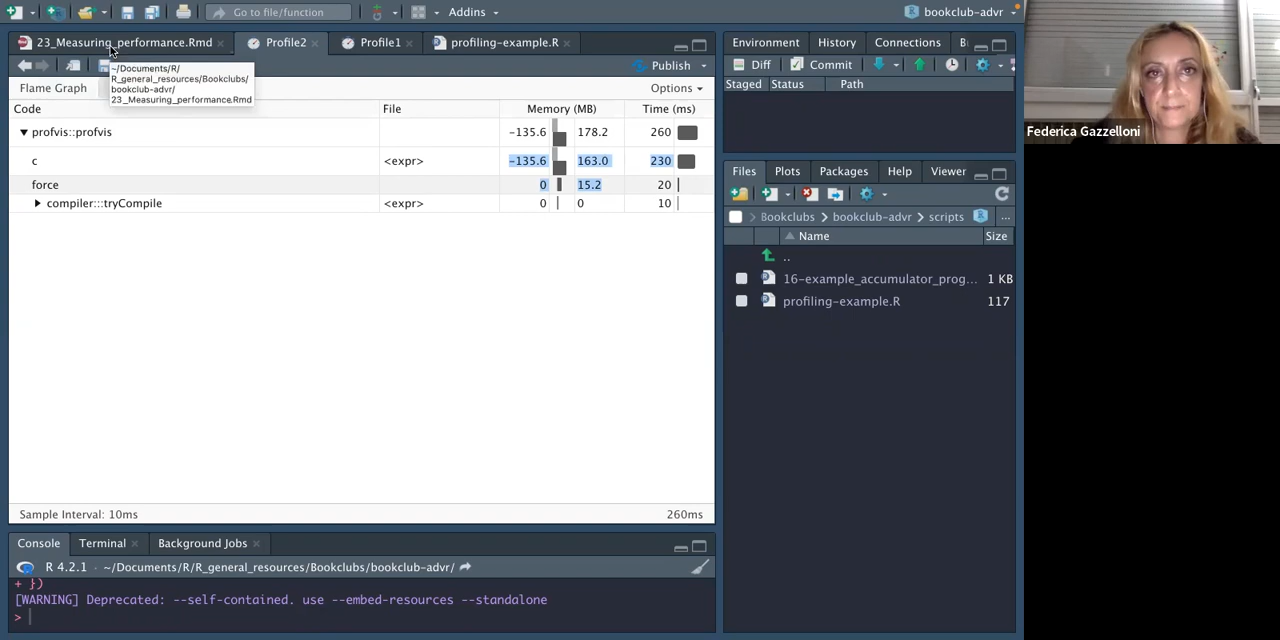 Go to file/function
Addins
bookclub-advr
23_Measuring_performance.Rmd
Profile2
Profile1
profiling-example.R
~/Documents/R/
R_general_resources/Bookclubs/
bookclub-advr/
23_Measuring_performance.Rmd
Publish
Flame Graph
Options
Code File Memory (MB) Time (ms)
profvis::profvis -135.6 178.2 260
c <expr> -135.6 163.0 230
force 0 15.2 20
compiler:::tryCompile <expr> 0 0 10
Sample Interval: 10ms 260ms
Console Terminal Background Jobs
R 4.2.1 · ~/Documents/R/R_general_resources/Bookclubs/bookclub-advr/
+ })
[WARNING] Deprecated: --self-contained. use --embed-resources --standalone
>
Environment History Connections
Diff Commit
Staged Status Path
Files Plots Packages Help Viewer
Bookclubs bookclub-advr scripts ...
Name Size
..
16-example_accumulator_prog... 1 KB
profiling-example.R 117
Federica Gazzelloni